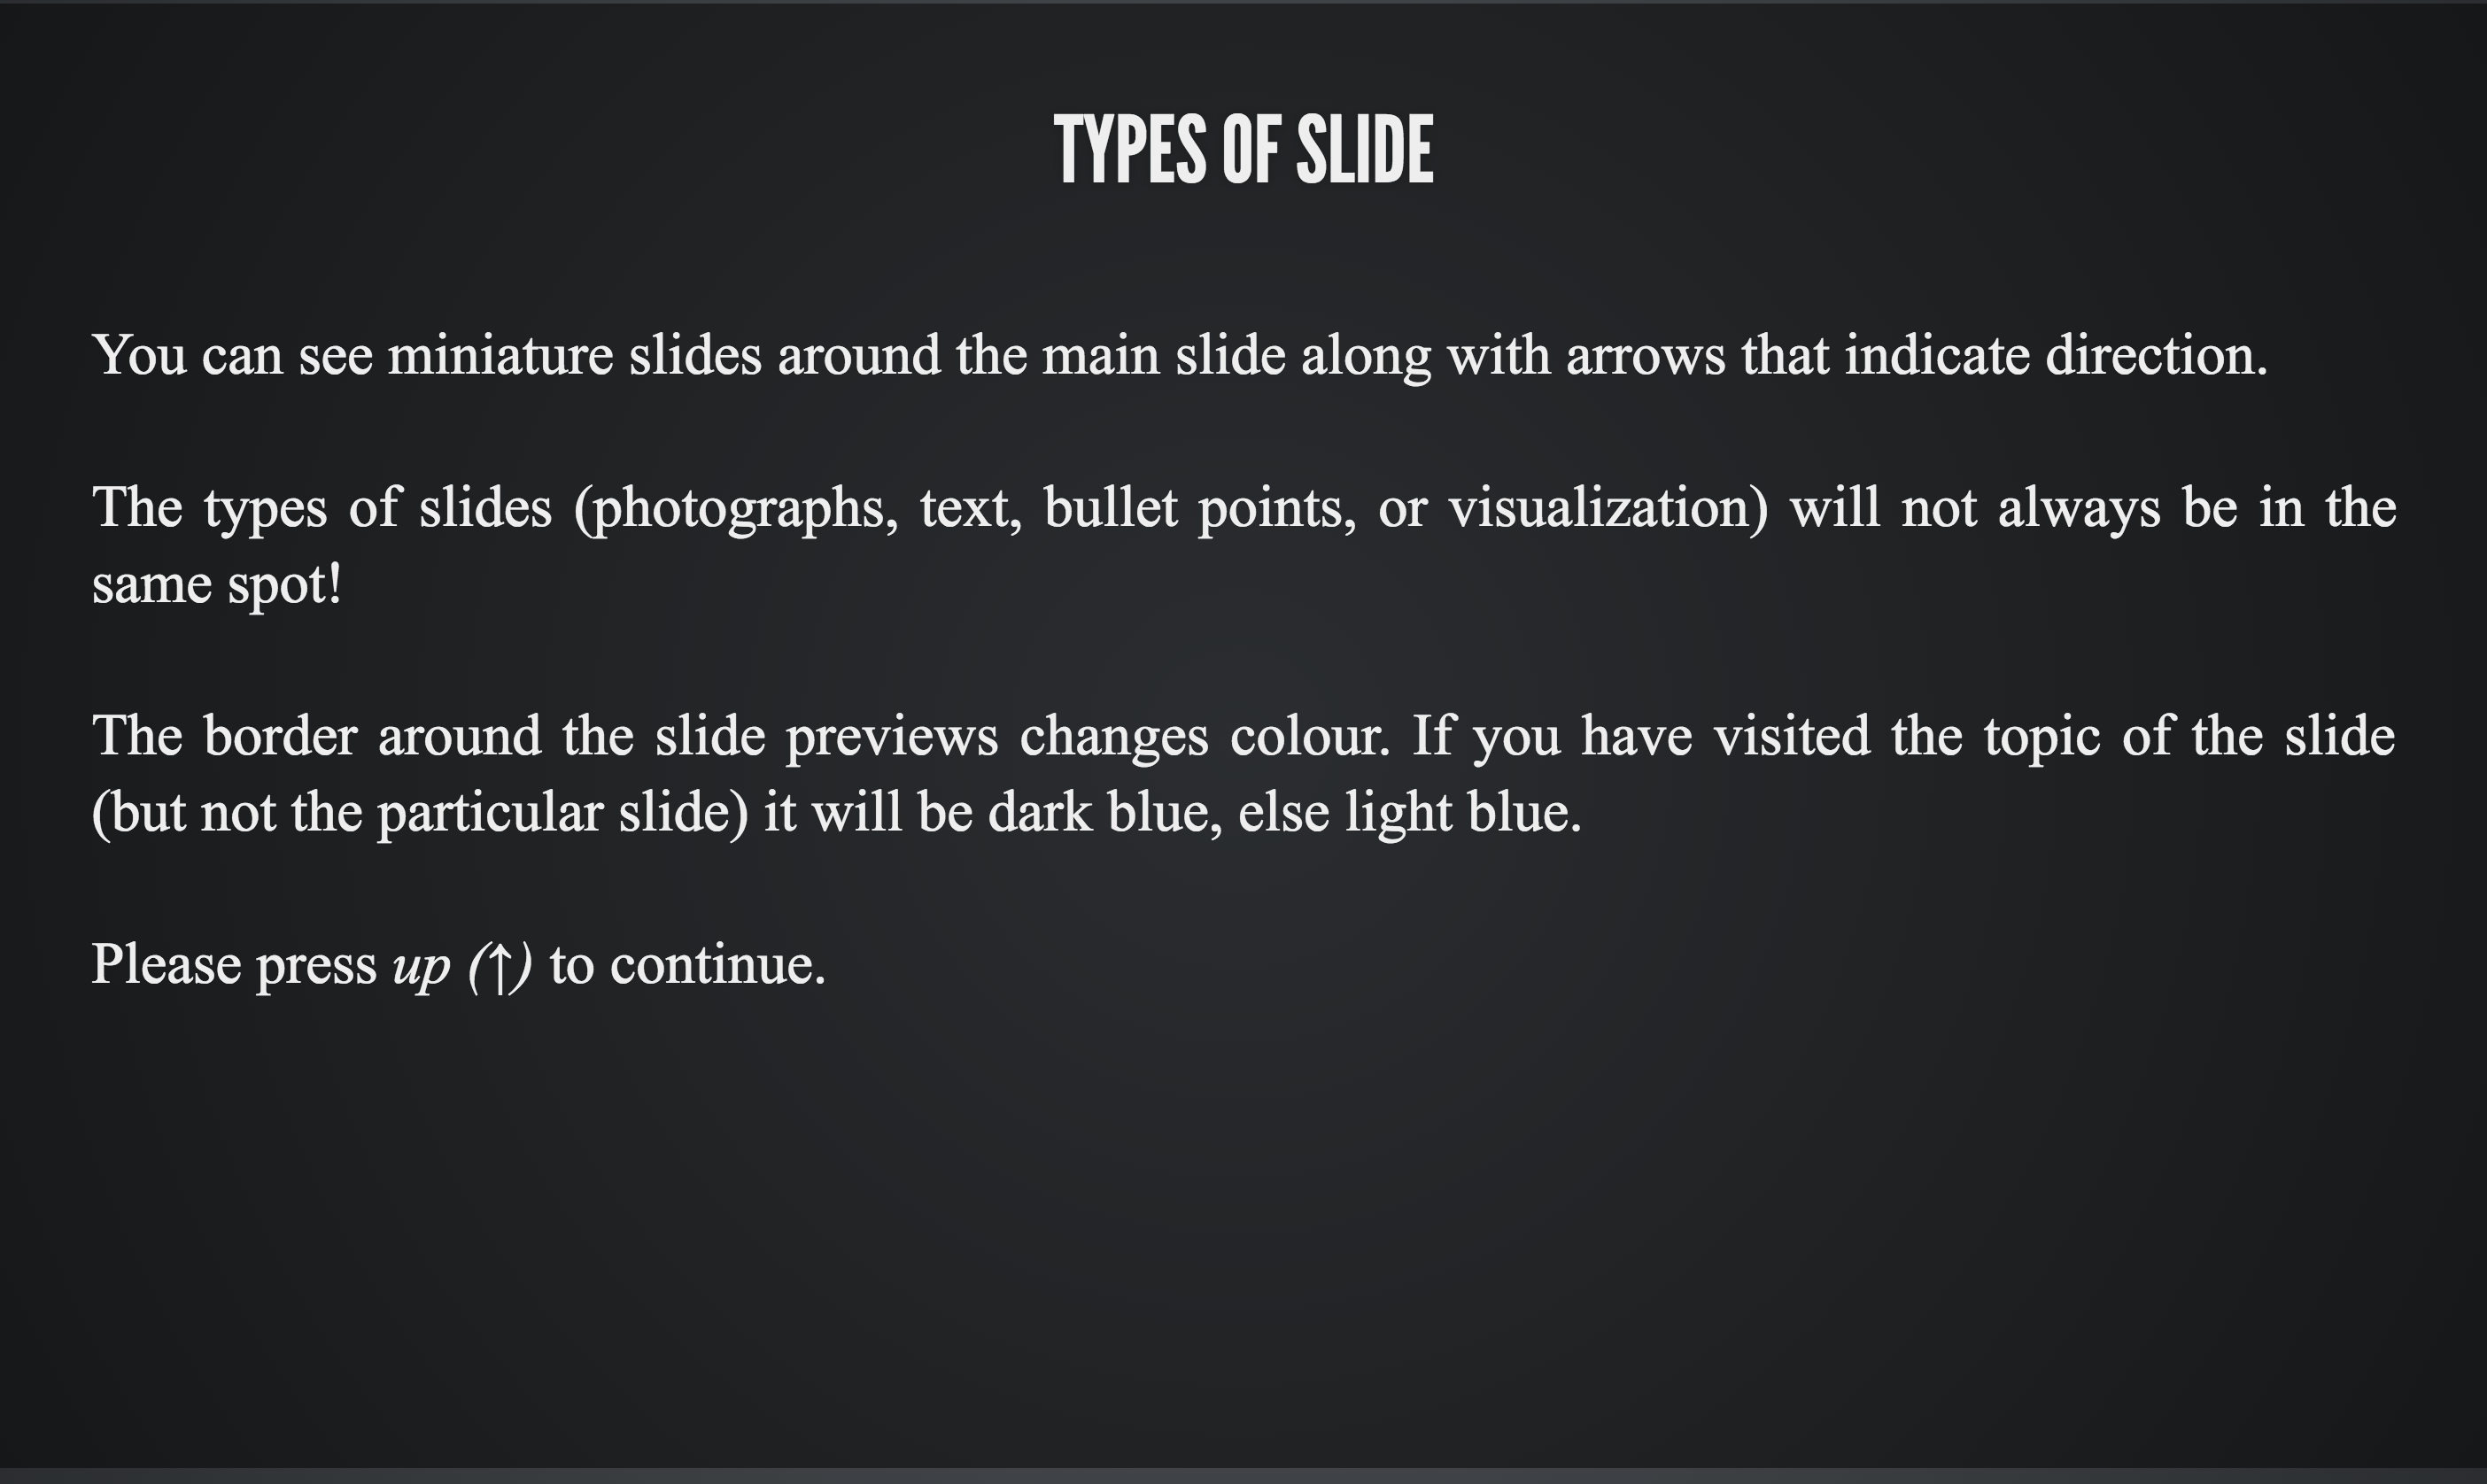 TYPES OF SLIDE
You can see miniature slides around the main slide along with arrows that indicate direction.
The types of slides (photographs, text, bullet points, or visualization) will not always be in the
same spot!
The border around the slide previews changes colour. If you have visited the topic of the slide
(but not the particular slide) it will be dark blue, else light blue.
Please press up (↑) to continue.